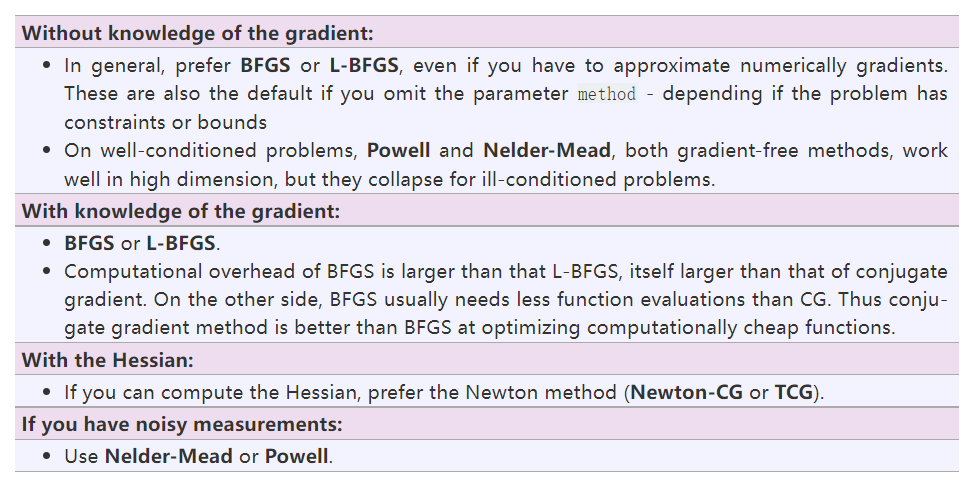 Without knowledge of the gradient:
• In general, prefer BFGS or L-BFGS, even if you have to approximate numerically gradients.
These are also the default if you omit the parameter method - depending if the problem has
constraints or bounds
• On well-conditioned problems, Powell and Nelder-Mead, both gradient-free methods, work
well in high dimension, but they collapse for ill-conditioned problems.
With knowledge of the gradient:
• BFGS or L-BFGS.
• Computational overhead of BFGS is larger than that L-BFGS, itself larger than that of conjugate
gradient. On the other side, BFGS usually needs less function evaluations than CG. Thus conju-
gate gradient method is better than BFGS at optimizing computationally cheap functions.
With the Hessian:
• If you can compute the Hessian, prefer the Newton method (Newton-CG or TCG).
If you have noisy measurements:
• Use Nelder-Mead or Powell.